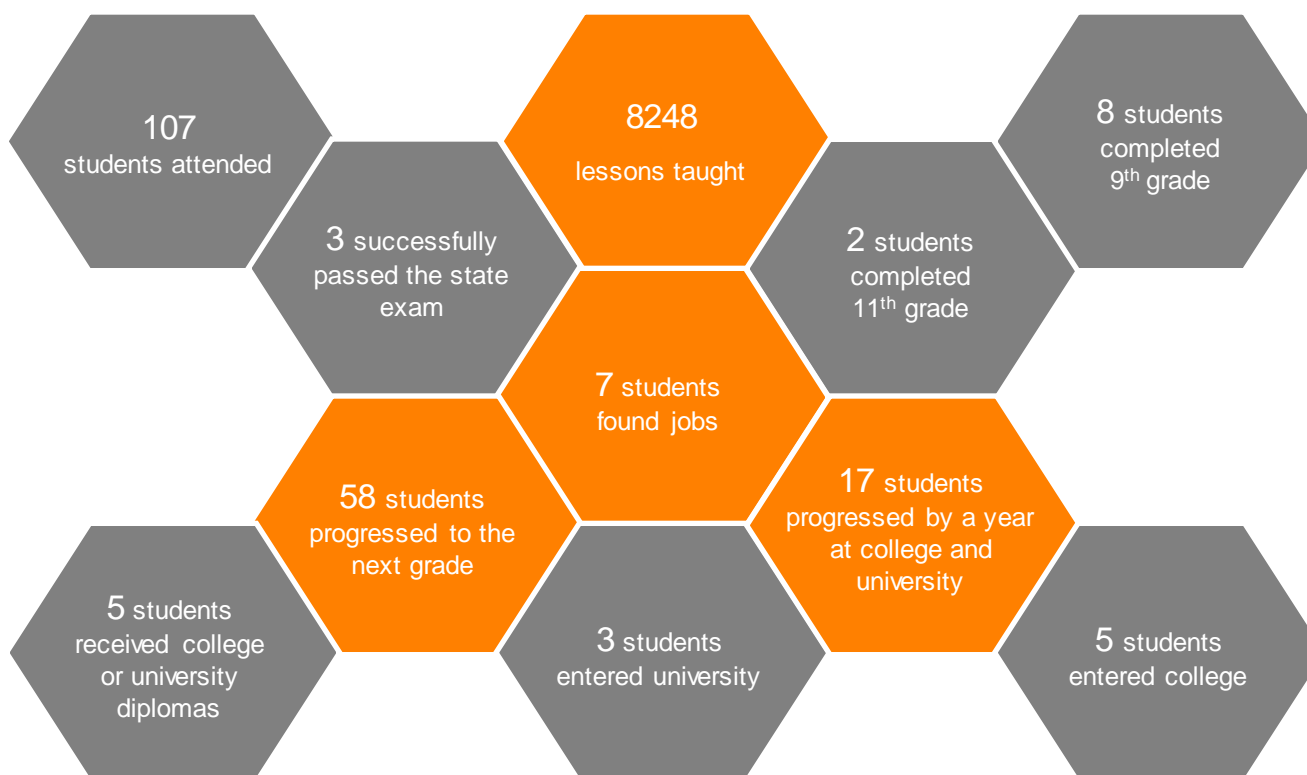 107
students attended
8248
lessons taught
8 students
completed
9th grade
3 successfully
passed the state
exam
2 students
completed
11th grade
7 students
found jobs
58 students
progressed to the
next grade
17 students
progressed by a year
at college and
university
5 students
received college
or university
diplomas
3 students
entered university
5 students
entered college